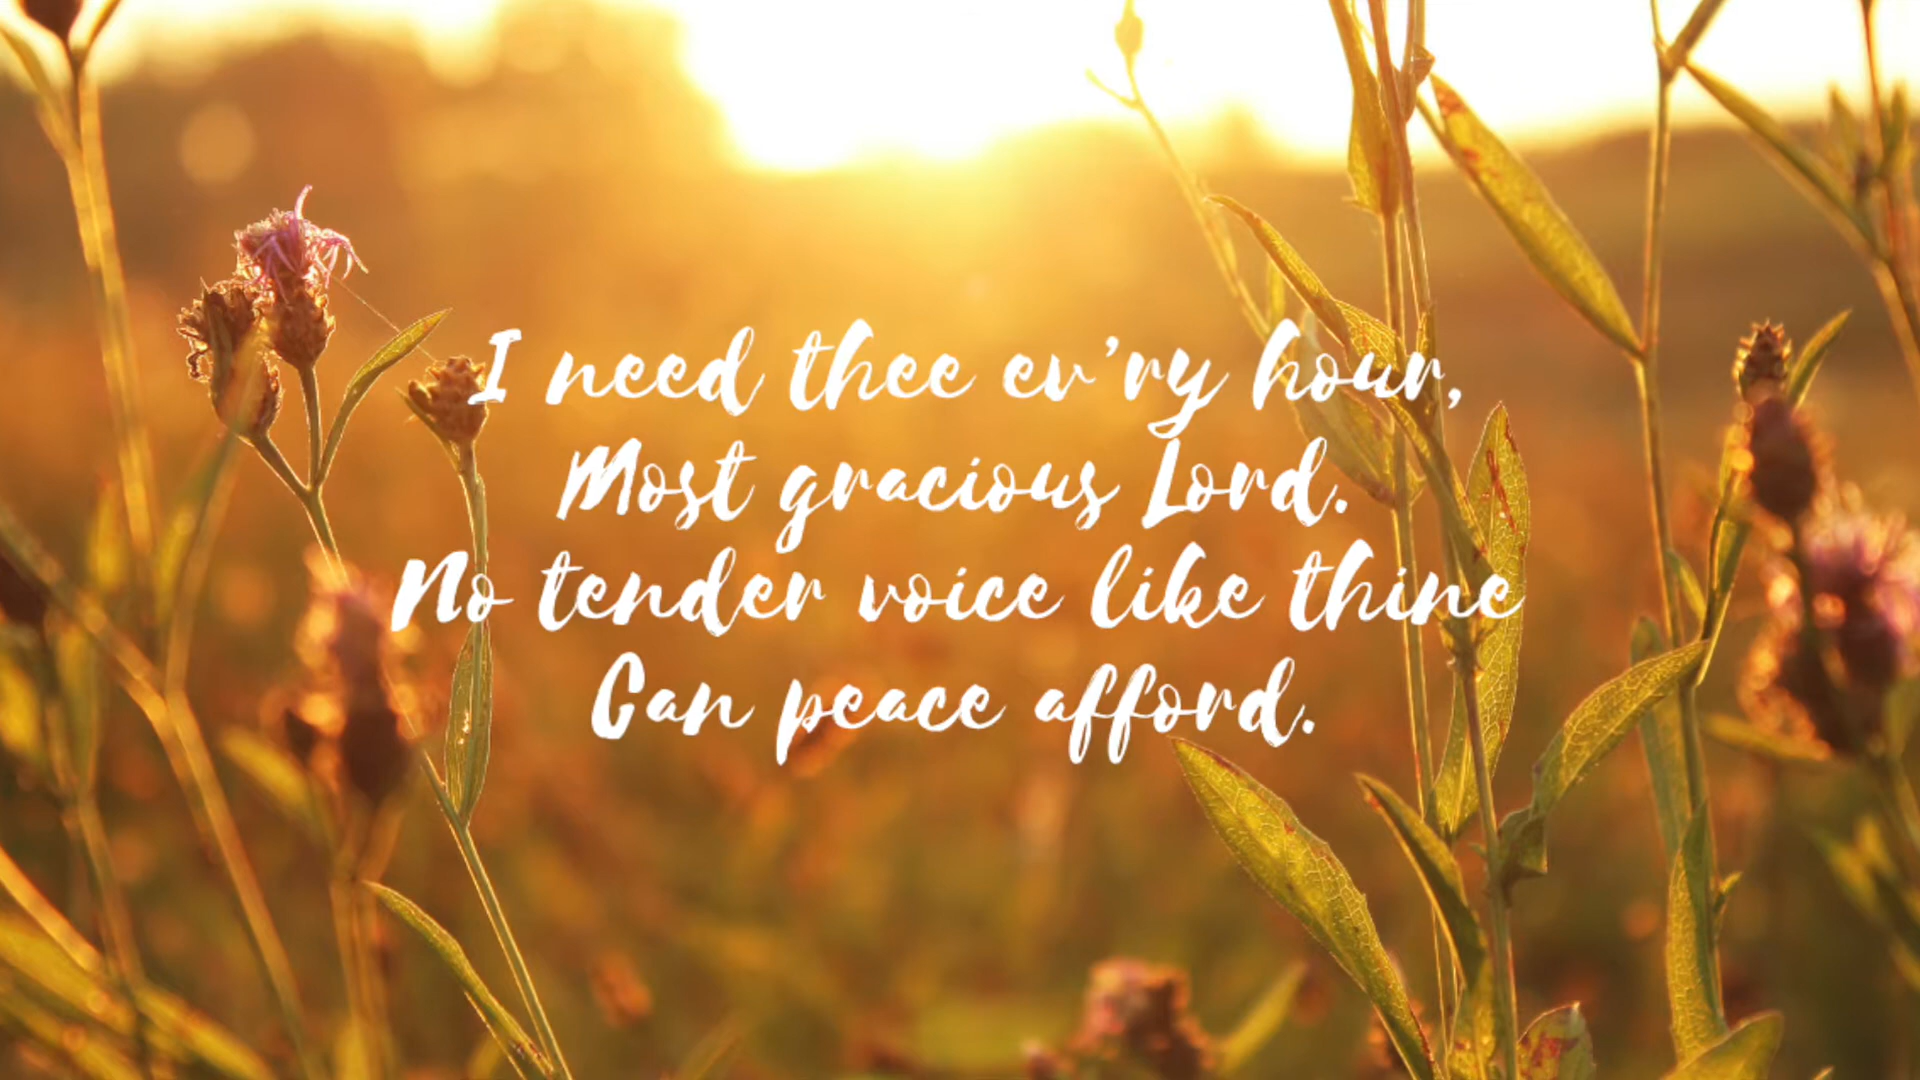 I need thee ev'ry hour,
Most gracious Lord.
No tender voice like thine
Can peace afford.